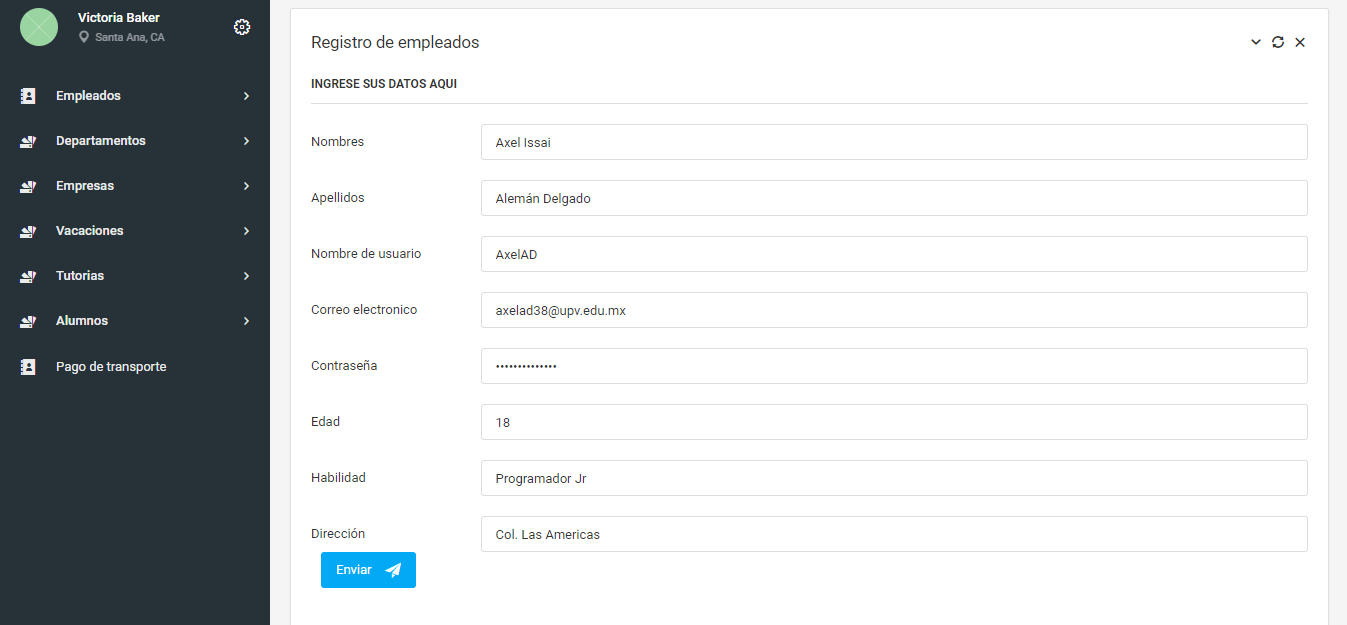 Victoria Baker
Santa Ana, CA
Empleados
Departamentos
Empresas
Vacaciones
Tutorias
Alumnos
Pago de transporte
Registro de empleados
INGRESE SUS DATOS AQUI
Nombres
Axel Issai
Apellidos
Alemán Delgado
Nombre de usuario
AxelAD
Correo electronico
axelad38@upv.edu.mx
Contraseña
••••••••••••••
Edad
18
Habilidad
Programador Jr
Dirección
Col. Las Americas
Enviar